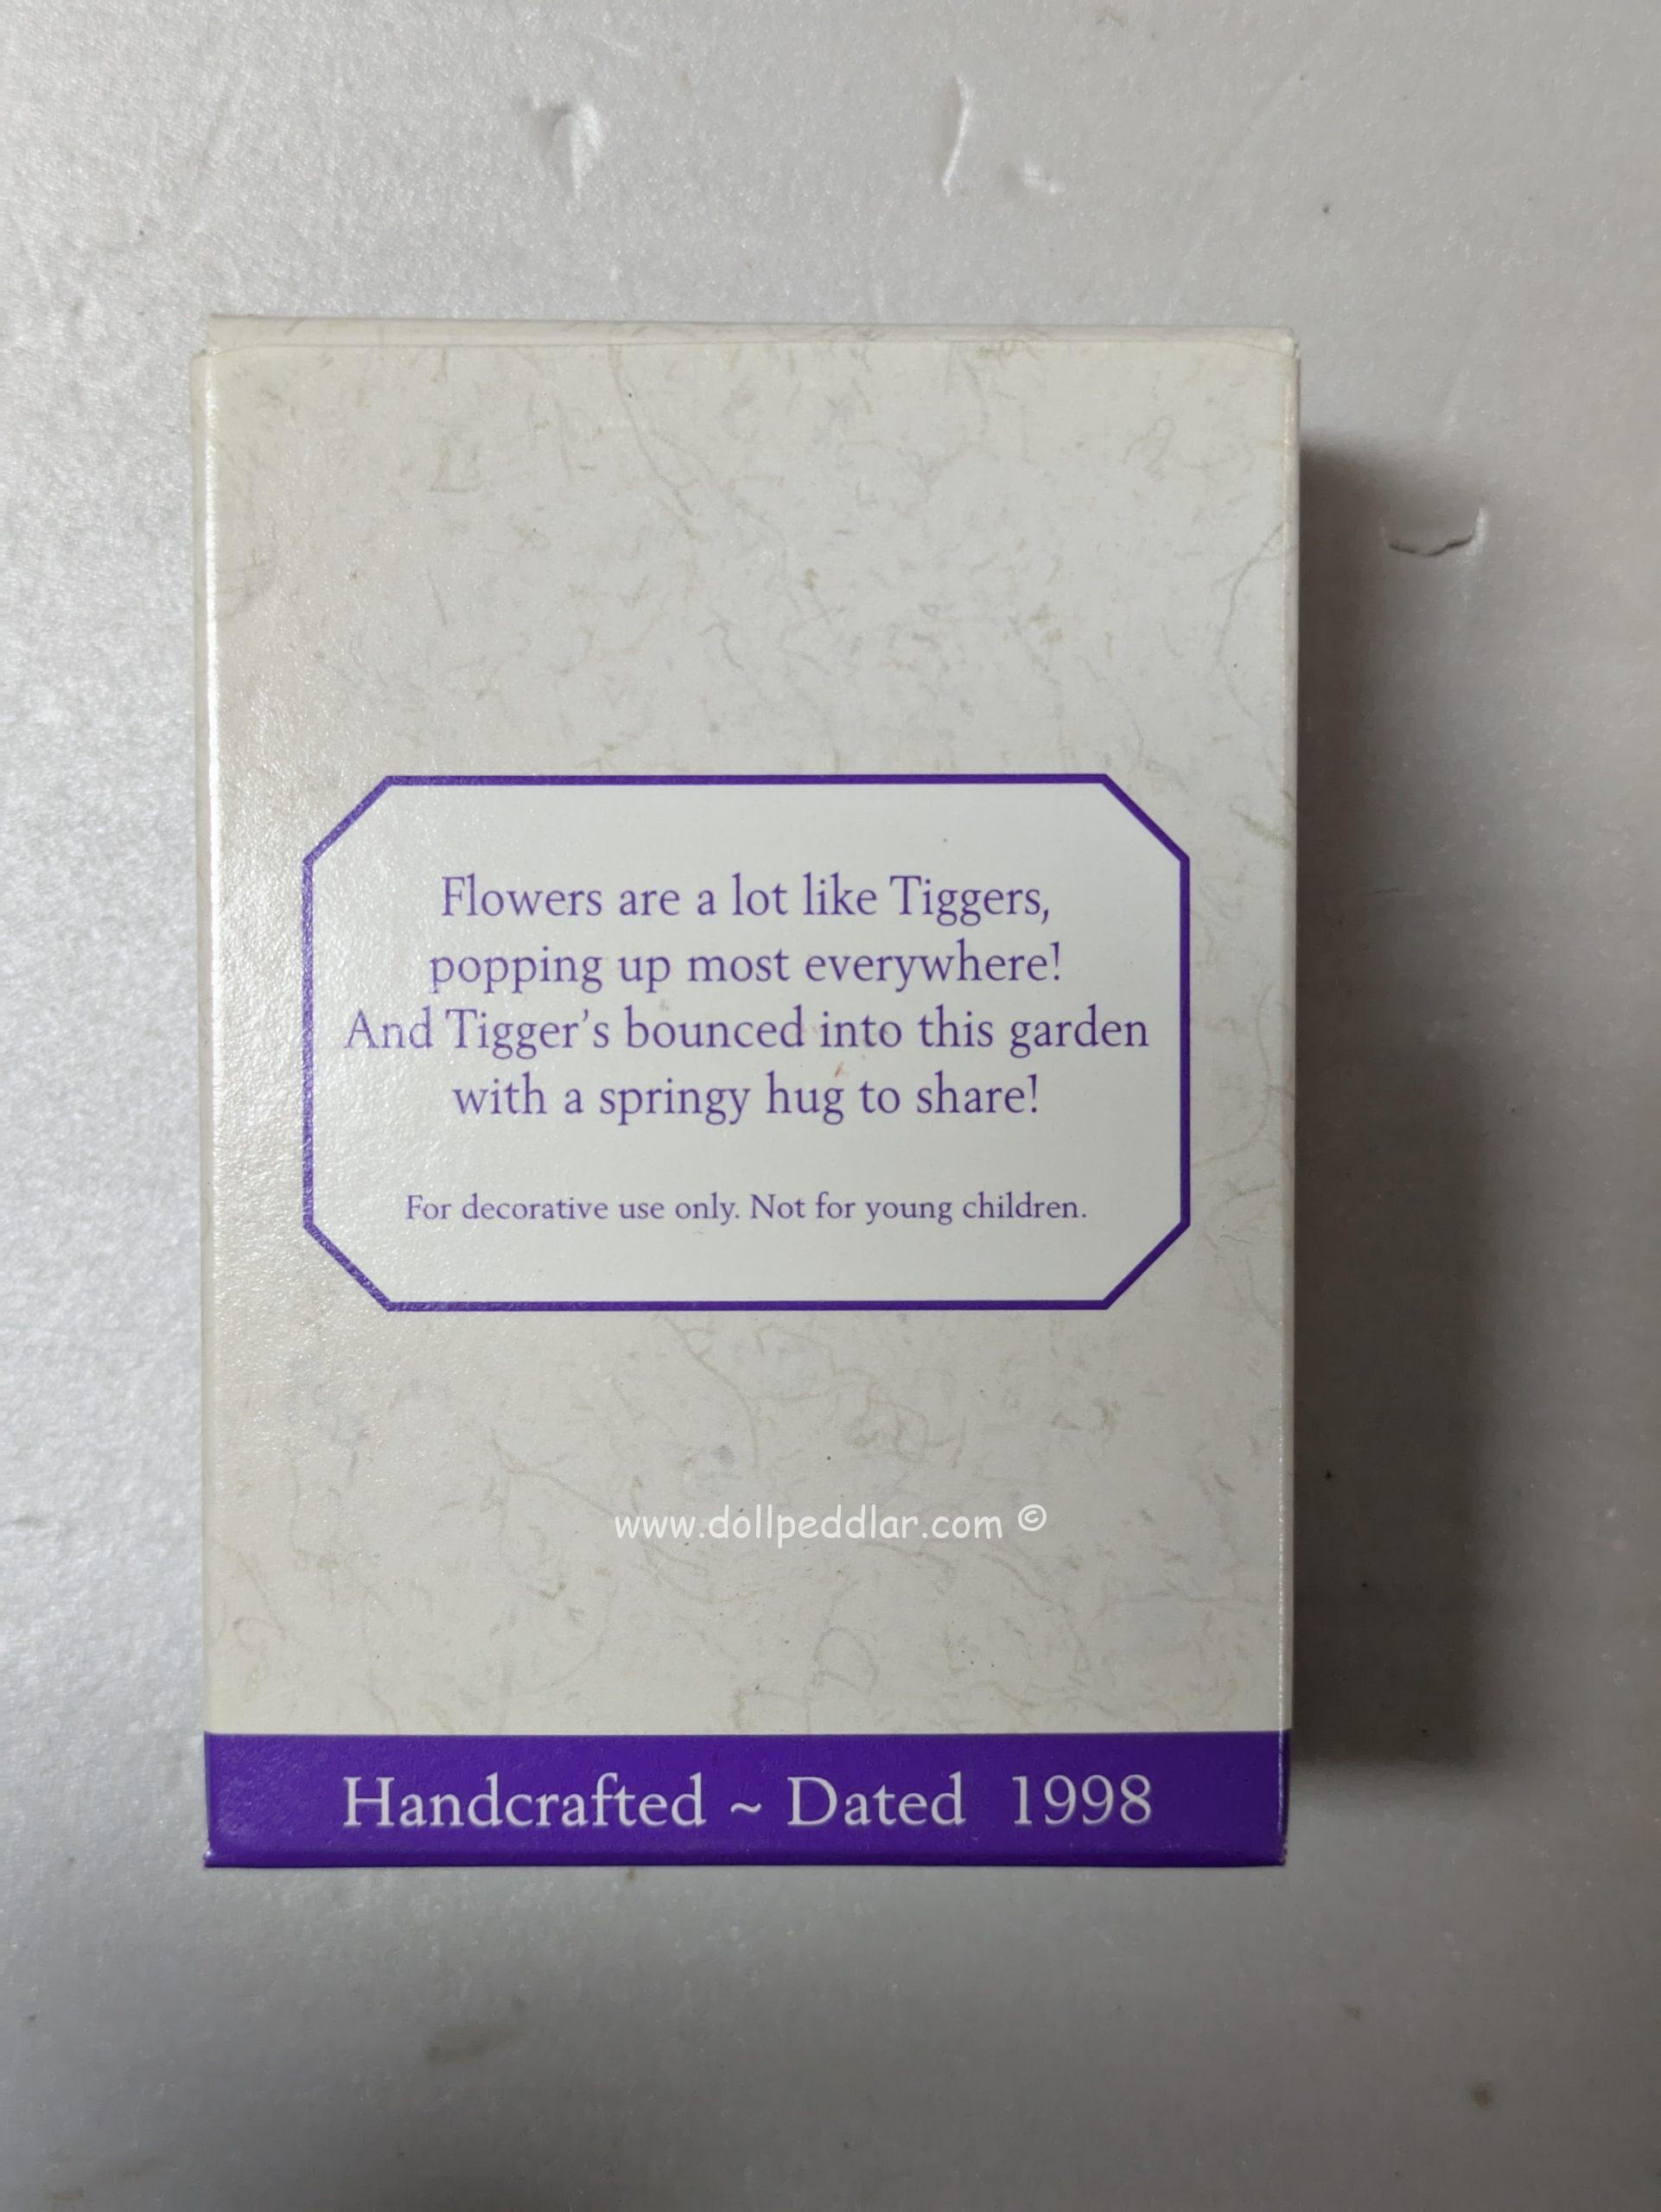 Flowers are a lot like Tiggers,
popping up most everywhere!
And Tigger's bounced into this garden
with a springy hug to share!
For decorative use only. Not for young children.
www.dollpeddlar.com ©
Handcrafted ~ Dated 1998